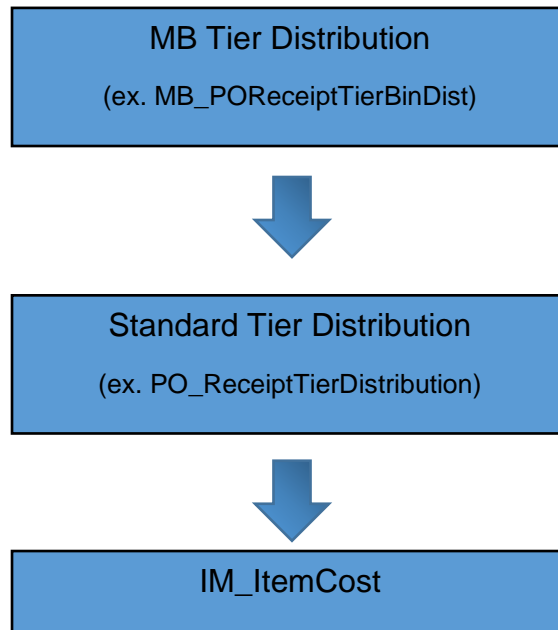 MB Tier Distribution
(ex. MB_POReceiptTierBinDist)
Standard Tier Distribution
(ex. PO_ReceiptTierDistribution)
IM_ItemCost